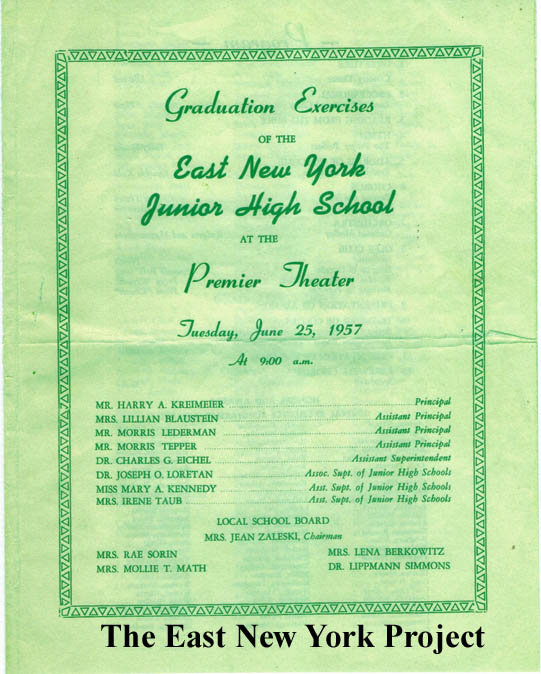 Graduation Exercises
OF THE
East New York
Junior High School
AT THE
Premier Theater
Tuesday, June 25, 1957
At 9:00 a.m.
MR. HARRY A. KREIMEIER Principal
MRS. LILLIAN BLAUSTEIN Assistant Principal
MR. MORRIS LEDERMAN Assistant Principal
MR. MORRIS TEPPER Assistant Principal
DR. CHARLES G. EICHEL Assistant Superintendent
DR. JOSEPH O. LORETAN Assoc. Supt. of Junior High Schools
MISS MARY A. KENNEDY Asst. Supt. of Junior High Schools
MRS. IRENE TAUB Asst. Supt. of Junior High Schools
LOCAL SCHOOL BOARD
MRS. JEAN ZALESKI, Chairman
MRS. RAE SORIN MRS. LENA BERKOWITZ
MRS. MOLLIE T. MATH DR. LIPPMANN SIMMONS
The East New York Project